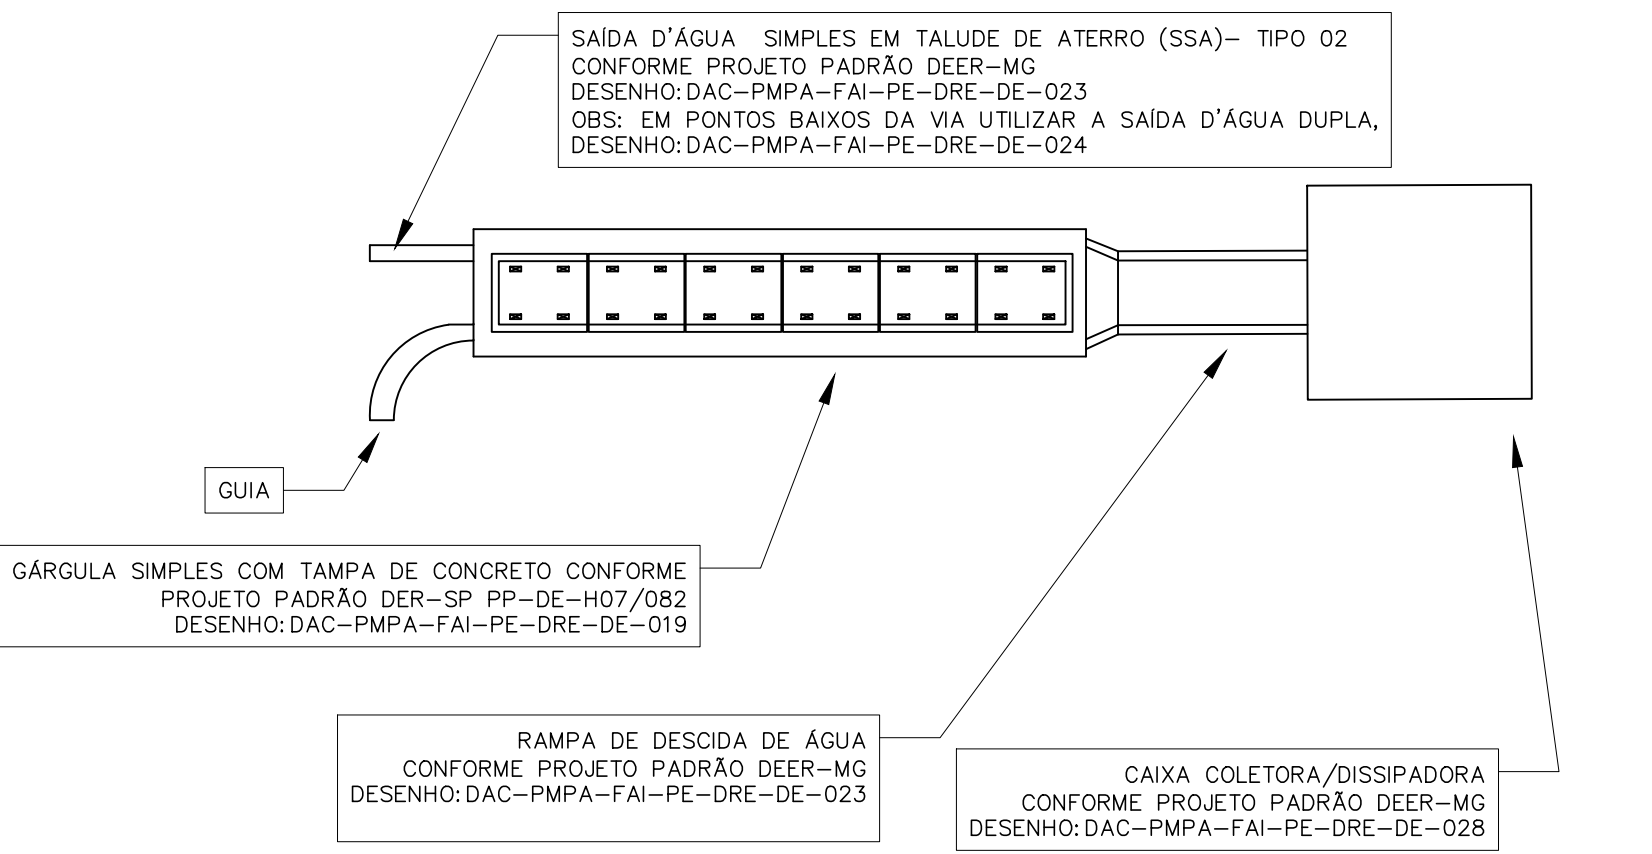 SAÍDA D'ÁGUA SIMPLES EM TALUDE DE ATERRO (SSA)- TIPO 02
CONFORME PROJETO PADRÃO DEER-MG
DESENHO: DAC-PMPA-FAI-PE-DRE-DE-023
OBS: EM PONTOS BAIXOS DA VIA UTILIZAR A SAÍDA D'ÁGUA DUPLA,
DESENHO: DAC-PMPA-FAI-PE-DRE-DE-024
GUIA
GÁRGULA SIMPLES COM TAMPA DE CONCRETO CONFORME
PROJETO PADRÃO DER-SP PP-DE-H07/082
DESENHO: DAC-PMPA-FAI-PE-DRE-DE-019
RAMPA DE DESCIDA DE ÁGUA
CONFORME PROJETO PADRÃO DEER-MG
DESENHO: DAC-PMPA-FAI-PE-DRE-DE-023
CAIXA COLETORA/DISSIPADORA
CONFORME PROJETO PADRÃO DEER-MG
DESENHO: DAC-PMPA-FAI-PE-DRE-DE-028